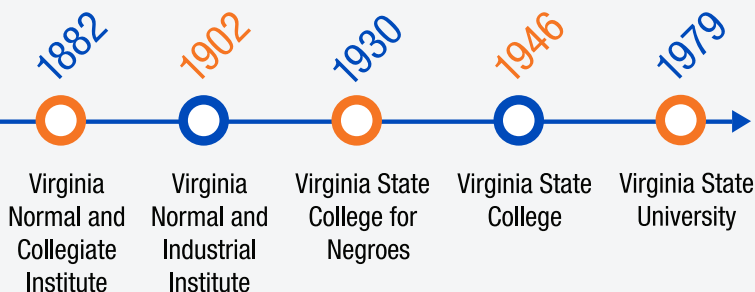 1882
1902
1930
1946
1979
Virginia
Normal and
Collegiate
Institute
Virginia
Normal and
Industrial
Institute
Virginia State
College for
Negroes
Virginia State
College
Virginia State
University